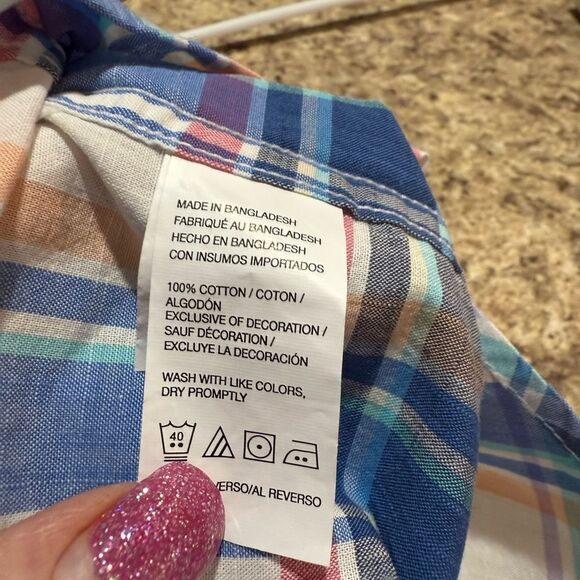 MADE IN BANGLADESH
FABRIQUÉ AU BANGLADESH
HECHO EN BANGLADESH
CON INSUMOS IMPORTADOS
100% COTTON / COTON /
ALGODÓN
EXCLUSIVE OF DECORATION /
SAUF DÉCORATION /
EXCLUYE LA DECORACIÓN
WASH WITH LIKE COLORS,
DRY PROMPTLY
40
VERSO/AL REVERSO